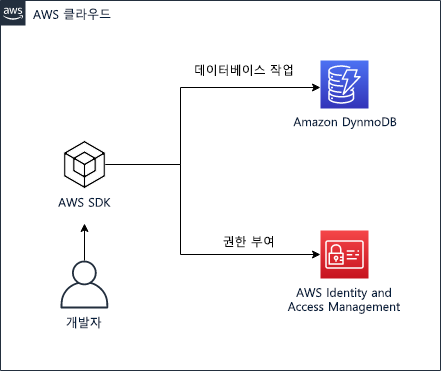 aws
AWS 클라우드
데이터베이스 작업
Amazon DynmoDB
AWS SDK
권한 부여
개발자
AWS Identity and
Access Management